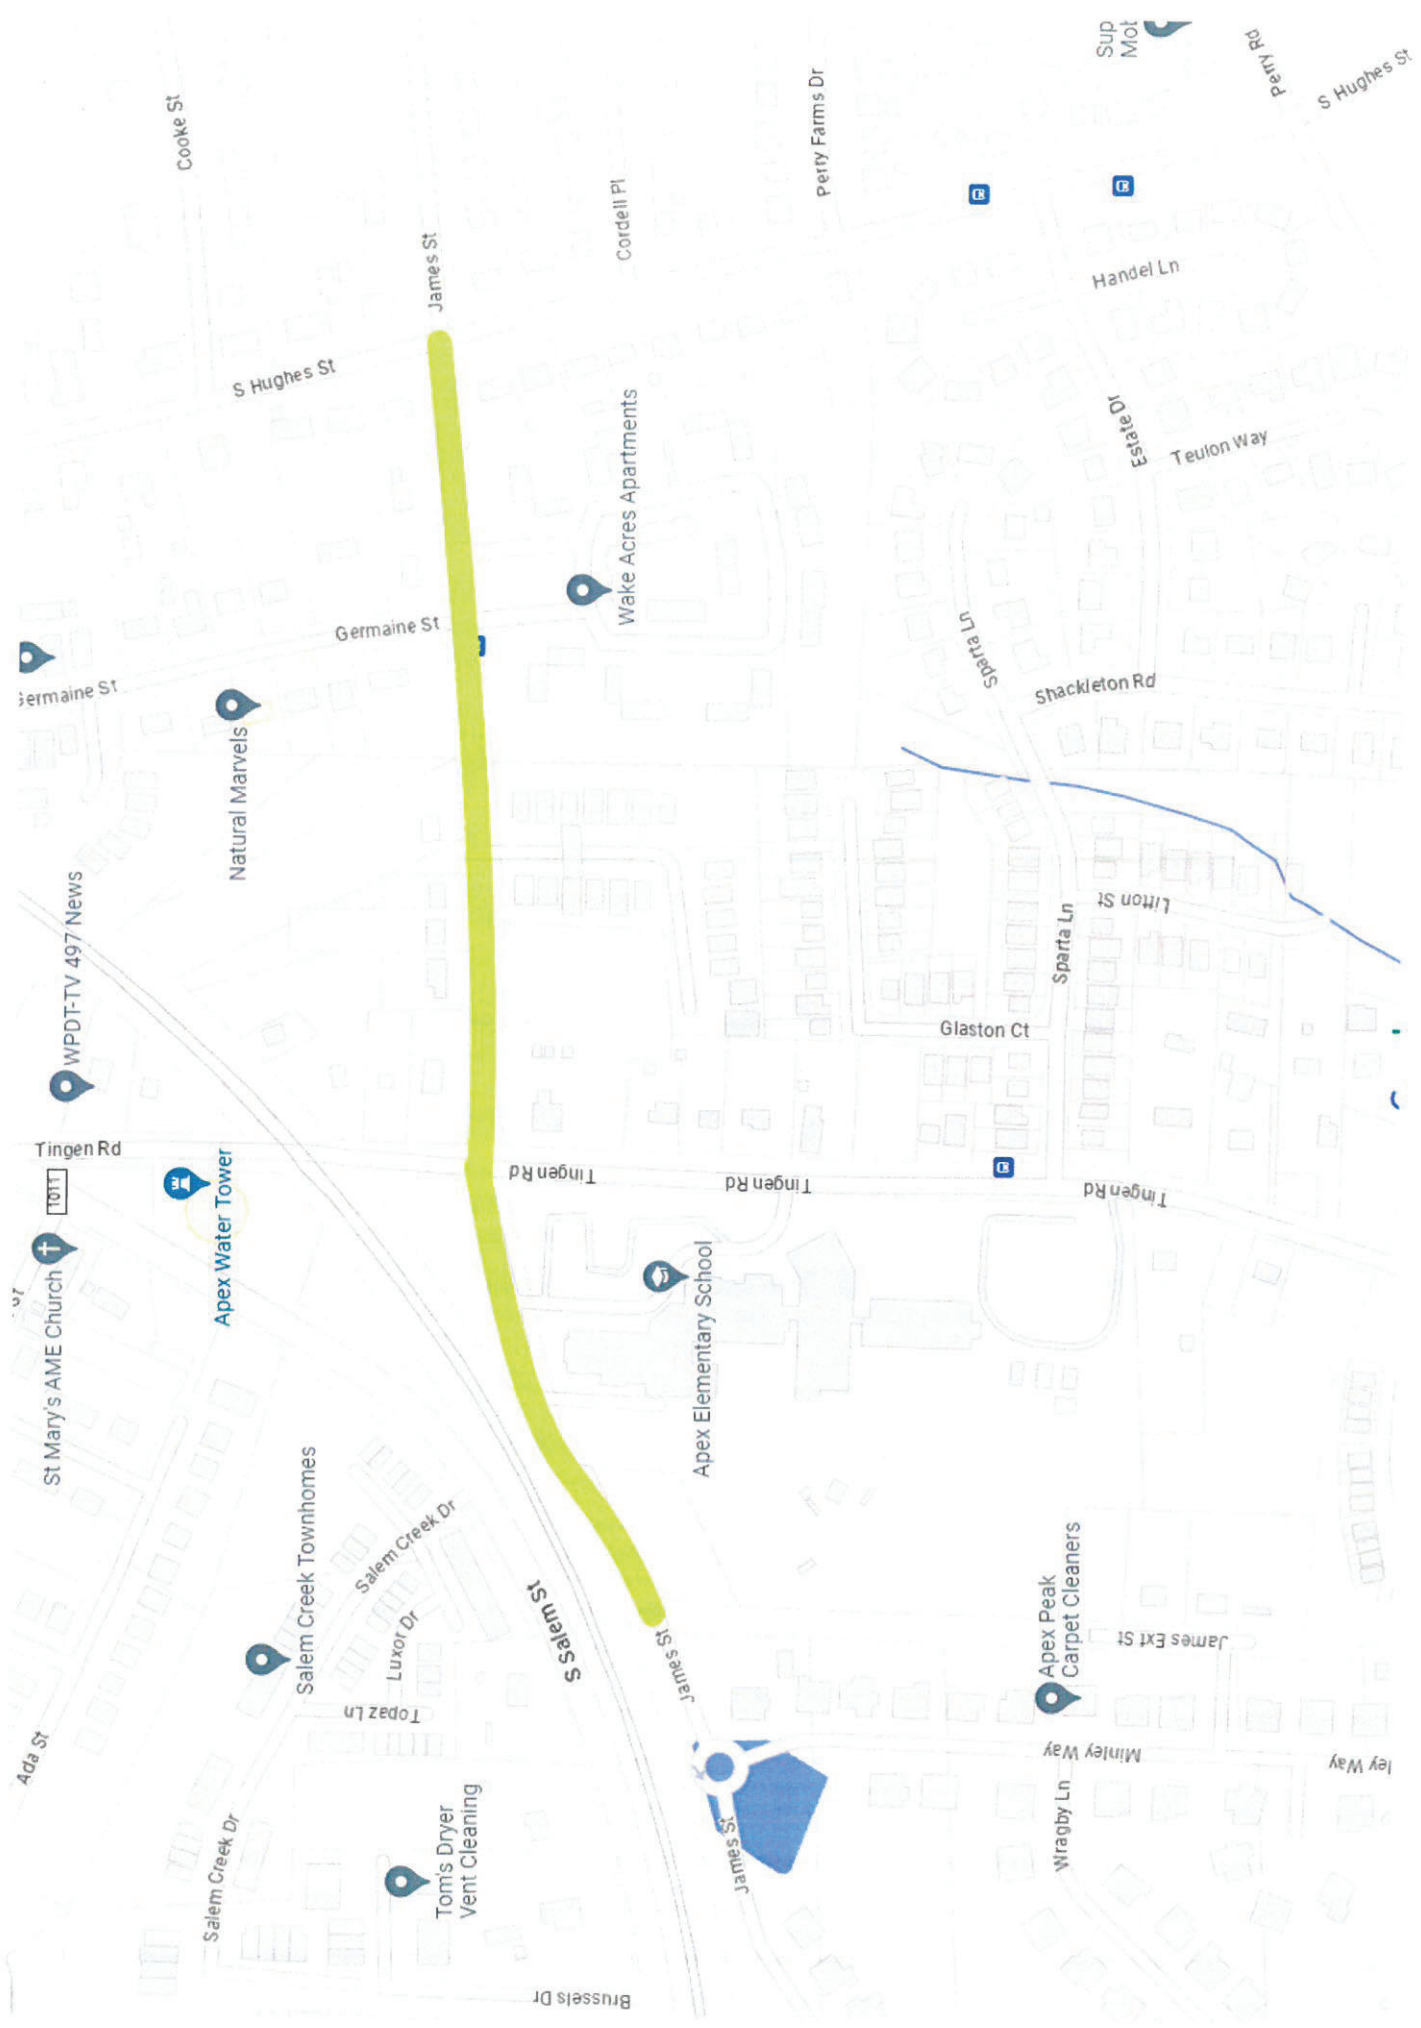 Cooke St
S Hughes St
James St
Cordell Pl
Perry Farms Dr
Sup
Mob
Perry Rd
S Hughes St
Handel Ln
Estate Dr
Teulon Way
Wake Acres Apartments
Germaine St
Germaine St
Natural Marvels
Sparta Ln
Shackleton Rd
WPDT-TV 497 News
Litton St
Sparta Ln
Glaston Ct
Tingen Rd
1011
Apex Water Tower
Tingen Rd
Tingen Rd
Tingen Rd
St Mary's AME Church
Apex Elementary School
Salem Creek Townhomes
Salem Creek Dr
Luxor Dr
Topaz Ln
S Salem St
James St
Apex Peak
Carpet Cleaners
James Ext St
Minley Way
ley Way
Wragby Ln
James St
Ada St
Salem Creek Dr
Tom's Dryer
Vent Cleaning
Brussels Dr